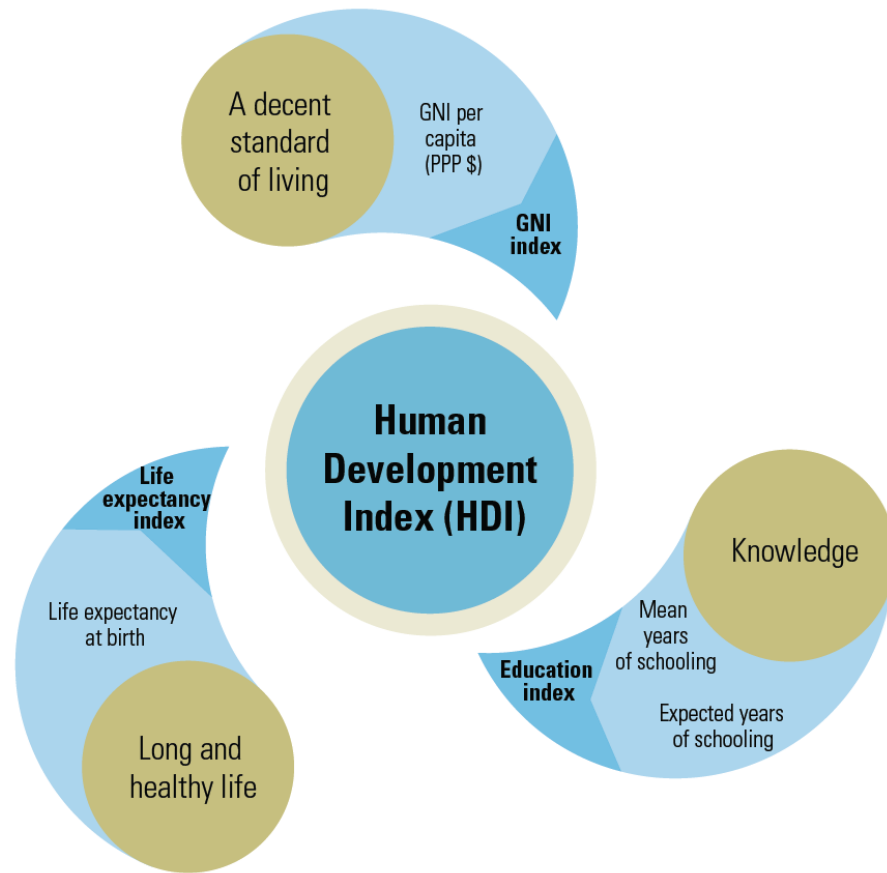 A decent
standard
of living
GNI per
capita
(PPP $)
GNI
index
Human
Development
Index (HDI)
Life
expectancy
index
Life expectancy
at birth
Long and
healthy life
Knowledge
Mean
years
of schooling
Expected years
of schooling
Education
index